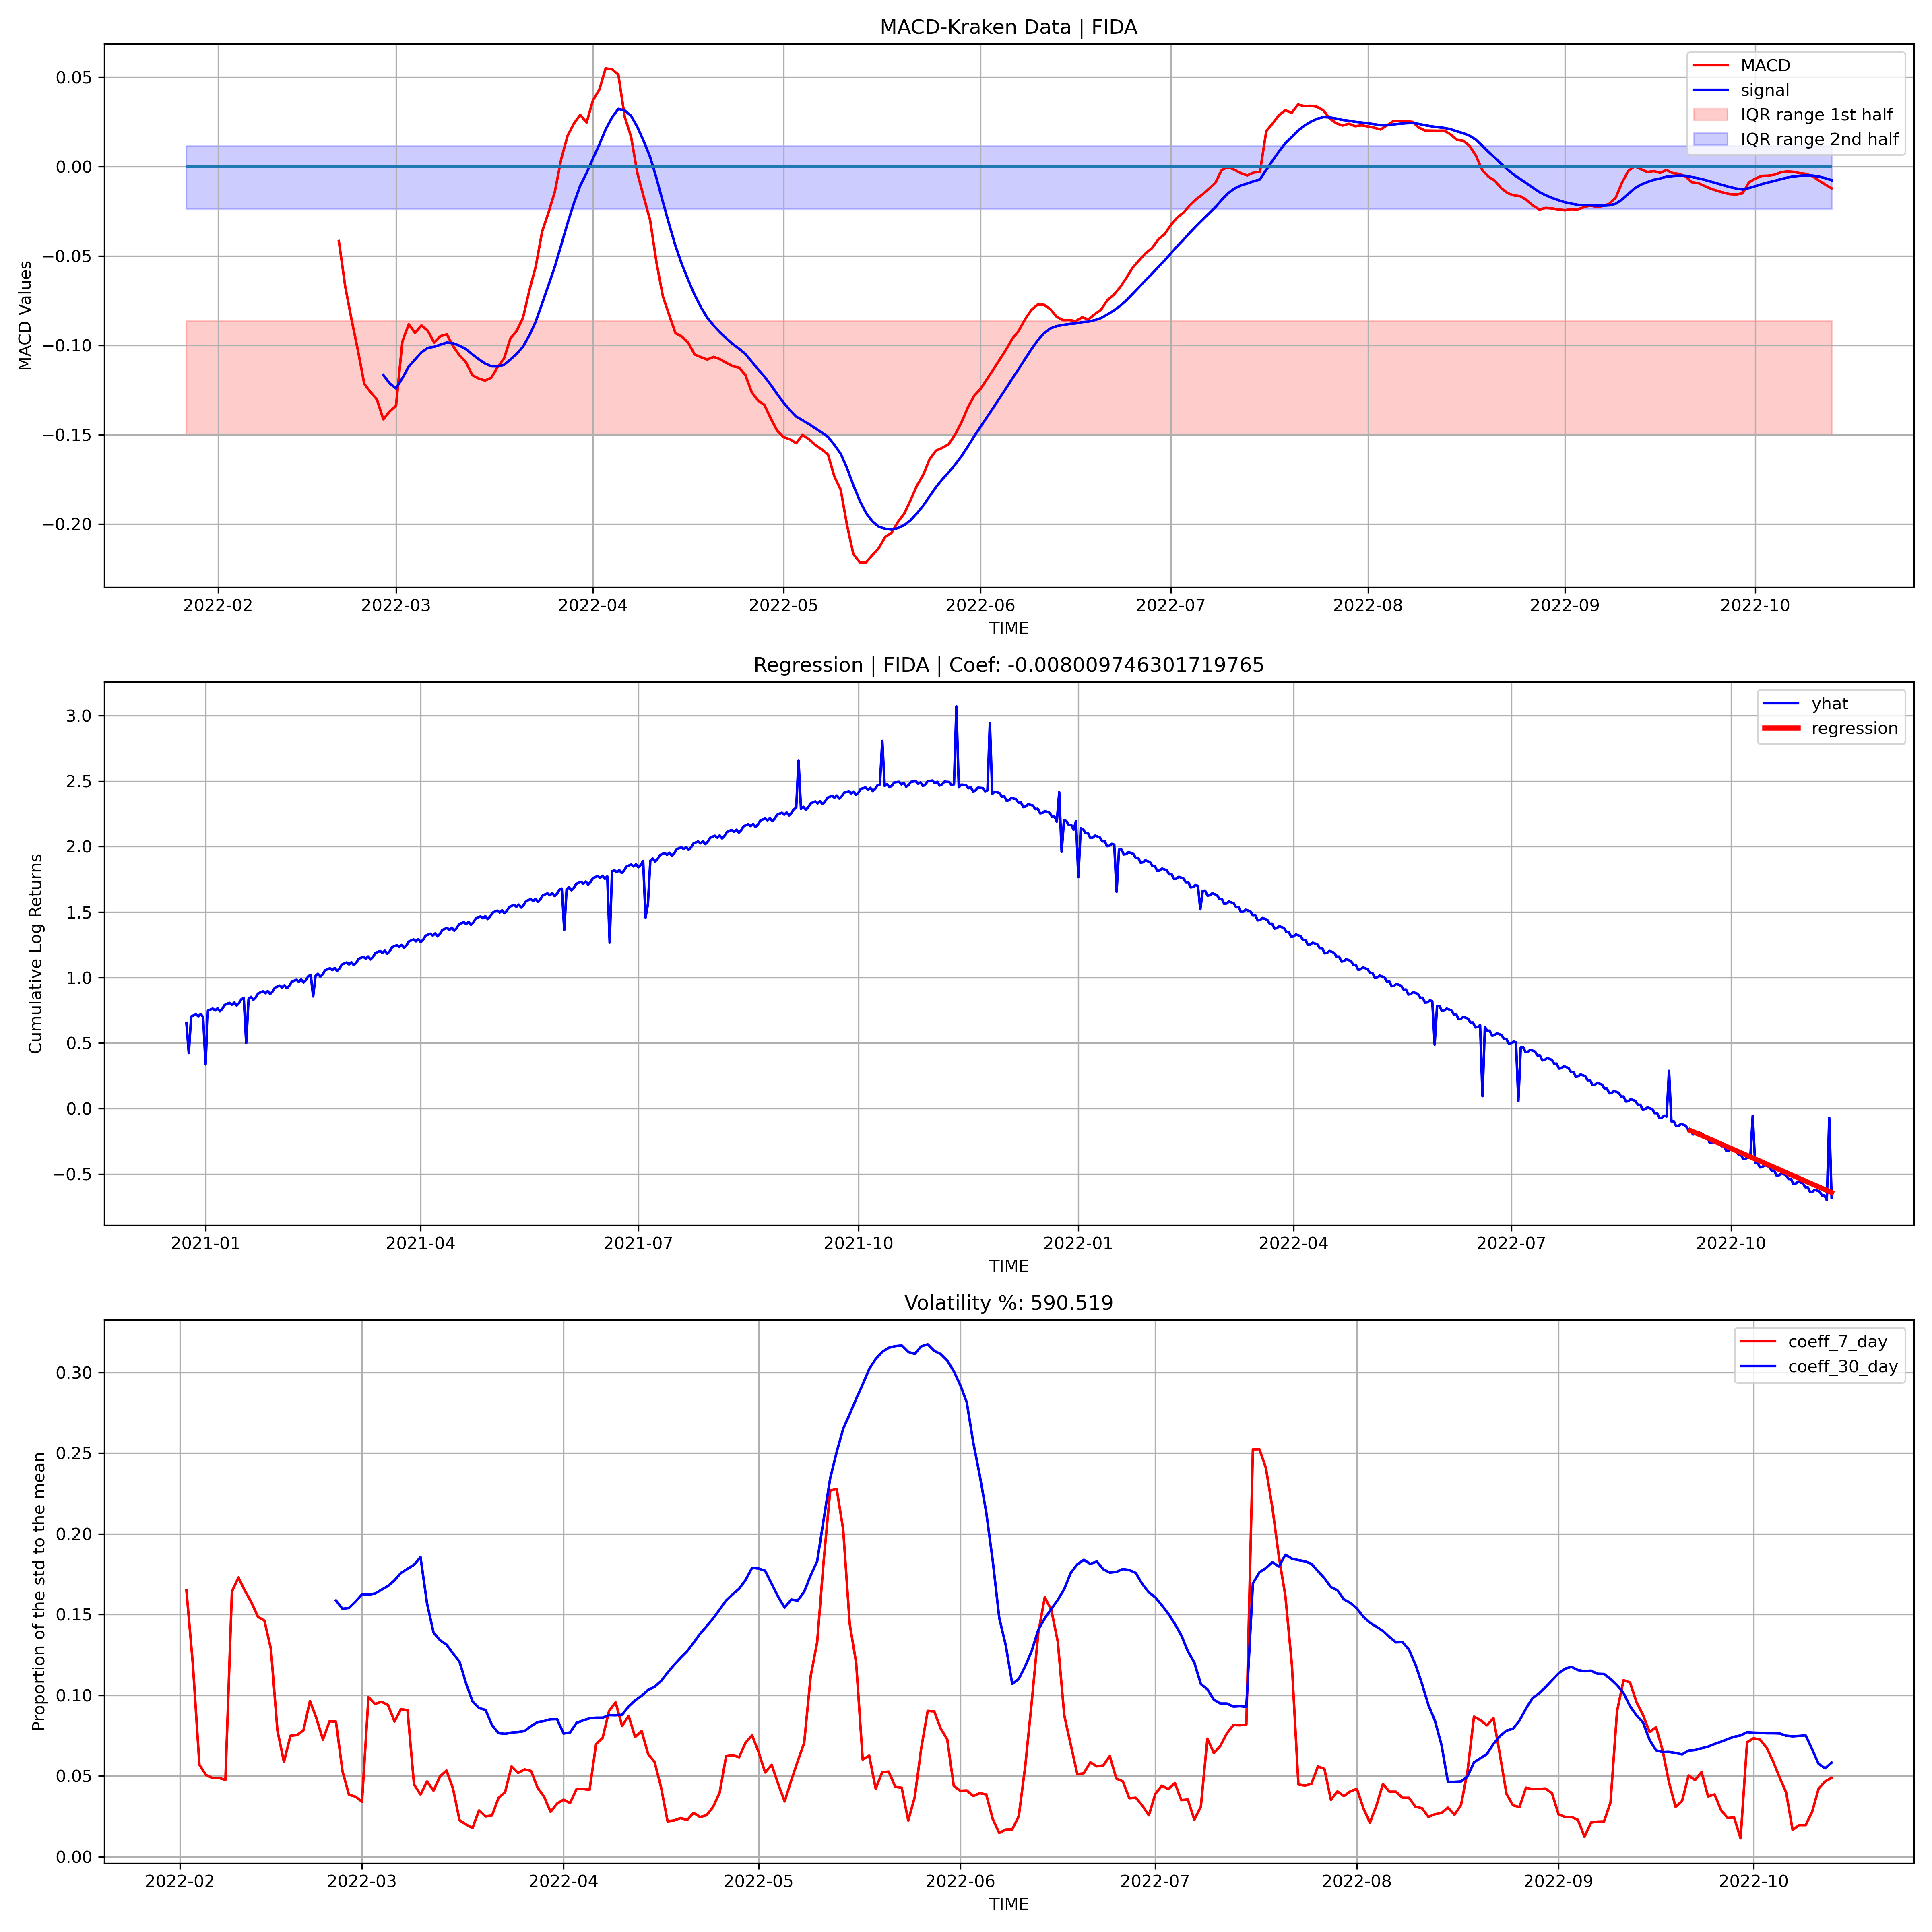 MACD-Kraken Data | FIDA
MACD Values
0.05
0.00
−0.05
−0.10
−0.15
−0.20
MACD
signal
IQR range 1st half
IQR range 2nd half
2022-02 2022-03 2022-04 2022-05 2022-06 2022-07 2022-08 2022-09 2022-10
TIME
Regression | FIDA | Coef: -0.008009746301719765
Cumulative Log Returns
3.0
2.5
2.0
1.5
1.0
0.5
0.0
−0.5
yhat
regression
2021-01 2021-04 2021-07 2021-10 2022-01 2022-04 2022-07 2022-10
TIME
Volatility %: 590.519
Proportion of the std to the mean
0.30
0.25
0.20
0.15
0.10
0.05
0.00
coeff_7_day
coeff_30_day
2022-02 2022-03 2022-04 2022-05 2022-06 2022-07 2022-08 2022-09 2022-10
TIME